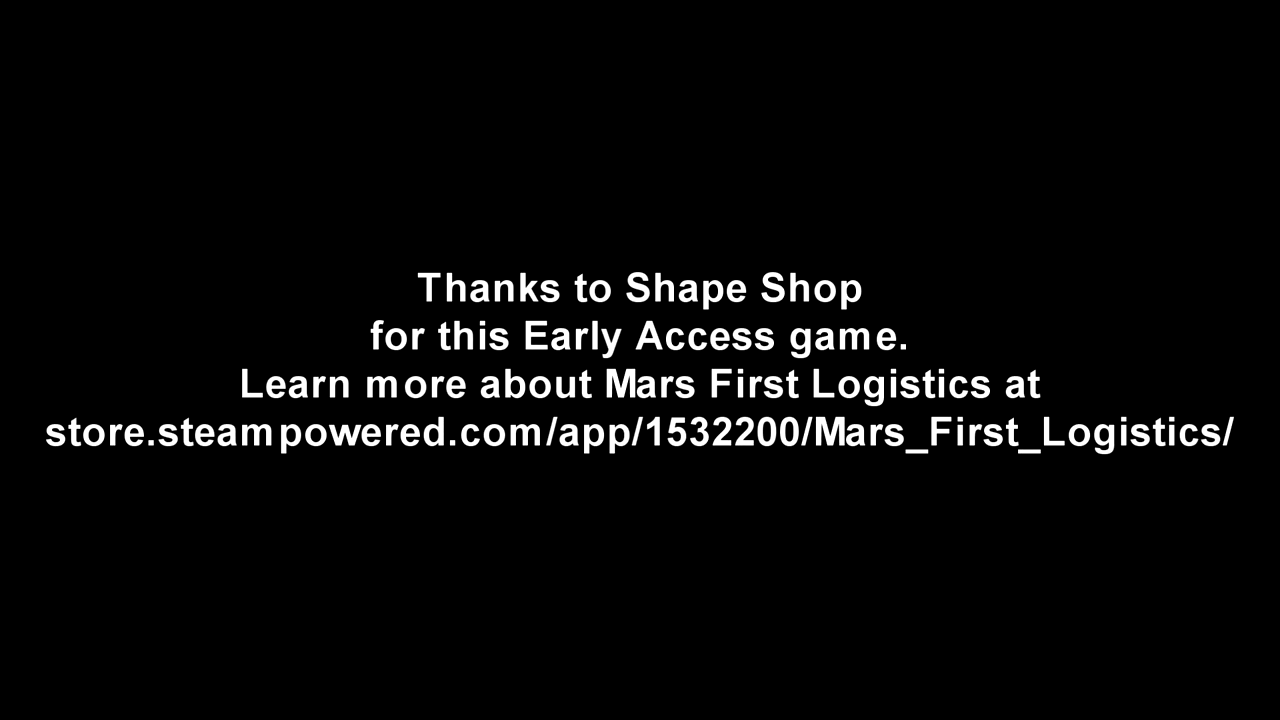 Thanks to Shape Shop
for this Early Access game.
Learn more about Mars First Logistics at
store.steampowered.com/app/1532200/Mars_First_Logistics/